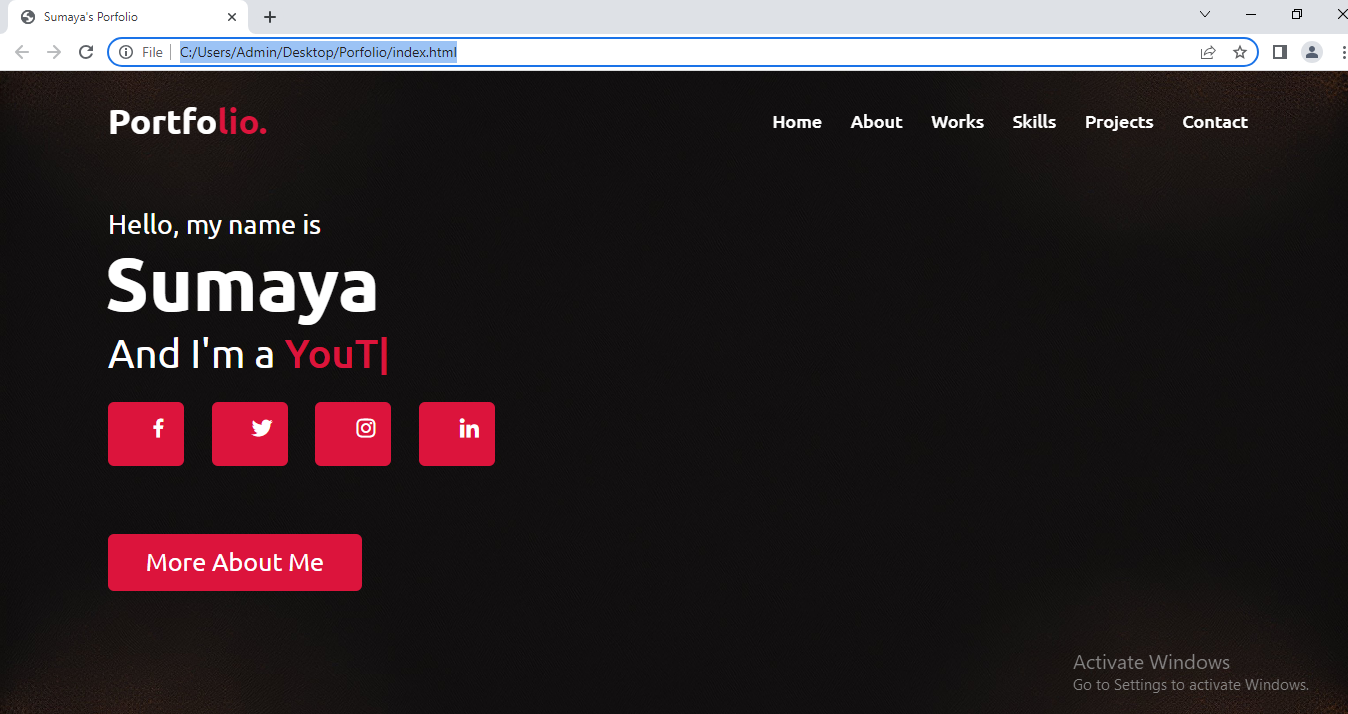 Sumaya's Porfolio
File C:/Users/Admin/Desktop/Porfolio/index.html
Portfolio.
Home About Works Skills Projects Contact
Hello, my name is
Sumaya
And I'm a YouT|
More About Me
Activate Windows
Go to Settings to activate Windows.